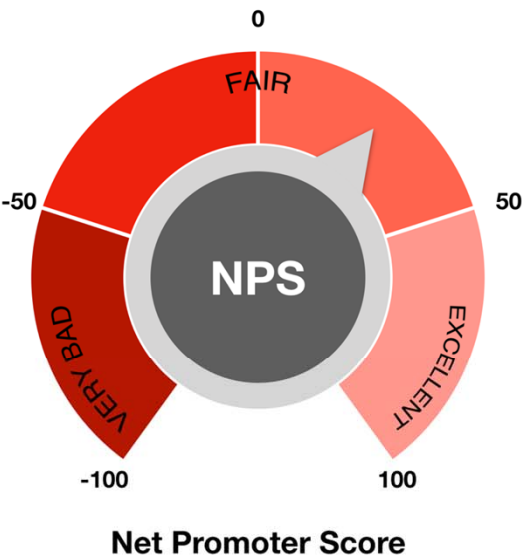 0
FAIR
-50
50
NPS
VERY BAD
EXCELLENT
-100
100
Net Promoter Score